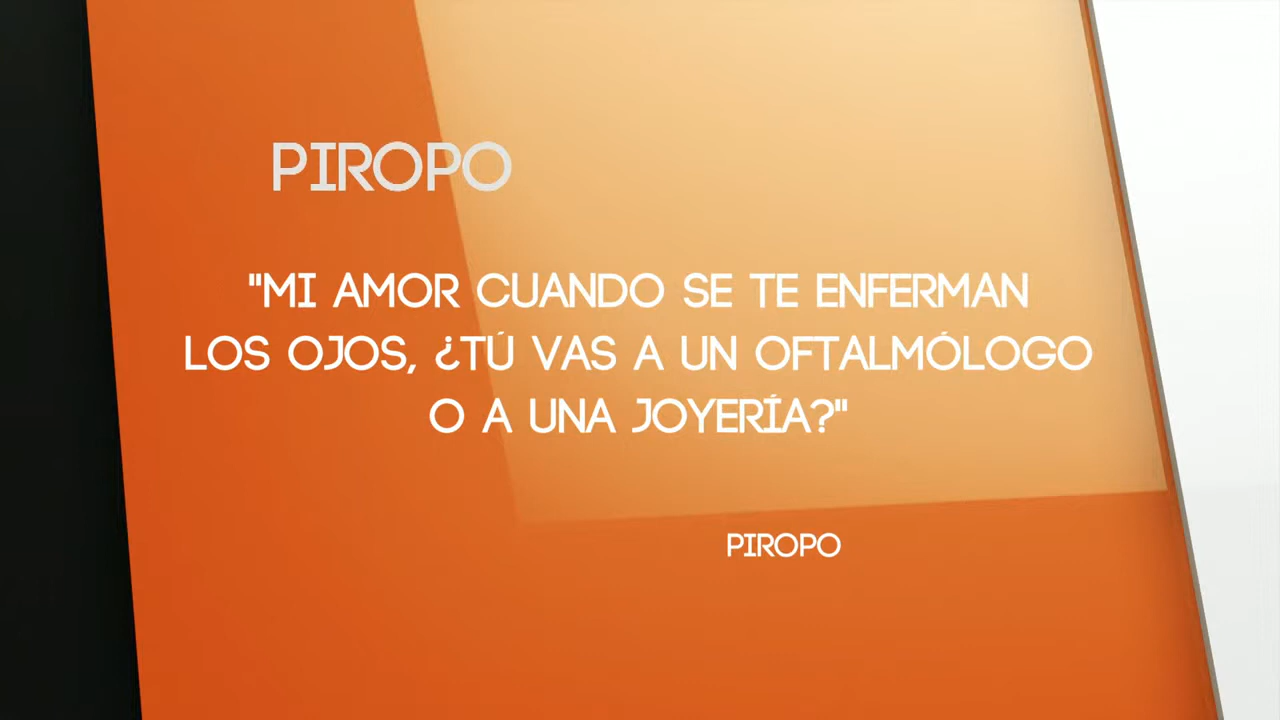 PIROPO
"MI AMOR CUANDO SE TE ENFERMAN
LOS OJOS, ¿TÚ VAS A UN OFTALMÓLOGO
O A UNA JOYERÍA?"
PIROPO